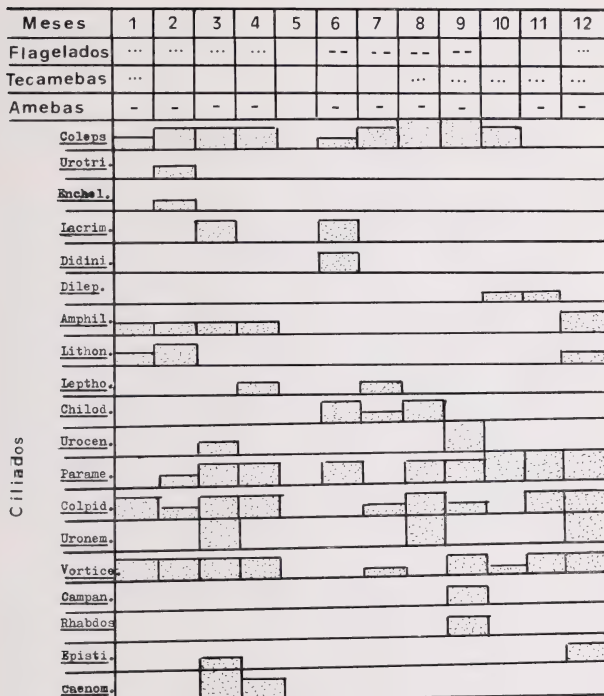 Meses 1 2 3 4 5 6 7 8 9 10 11 12
Flagelados ... ... ... ... -- -- -- -- ...
Tecamebas ... ... ... ... ... ...
Amebas - - - - - - - - - -
Coleps
Urotri.
Enchel.
Lacrim.
Didini.
Dilep.
Amphil.
Lithon.
Leptho.
Chilod.
Urocen.
Parame.
Colpid.
Uronem.
Vortice.
Campan.
Rhabdos
Episti.
Caenom.
Ciliados